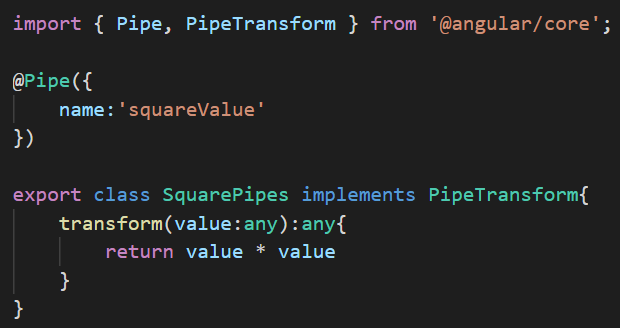 import { Pipe, PipeTransform } from '@angular/core';
@Pipe({
    name:'squareValue'
})
export class SquarePipes implements PipeTransform{
    transform(value:any):any{
        return value * value
    }
}